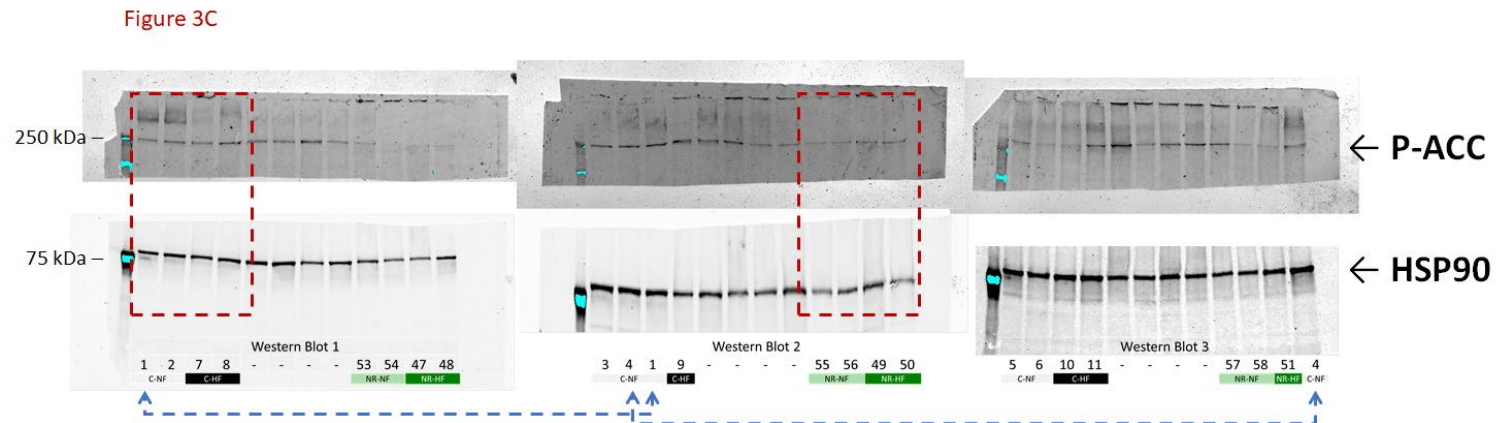 Figure 3C
250 kDa –
← P-ACC
75 kDa –
← HSP90
Western Blot 1
1 2 7 8 - - - - 53 54 47 48
C-NF C-HF NR-NF NR-HF
Western Blot 2
3 4 1 9 - - - - 55 56 49 50
C-NF C-HF NR-NF NR-HF
Western Blot 3
5 6 10 11 - - - - 57 58 51 4
C-NF C-HF NR-NF NR-HF C-NF